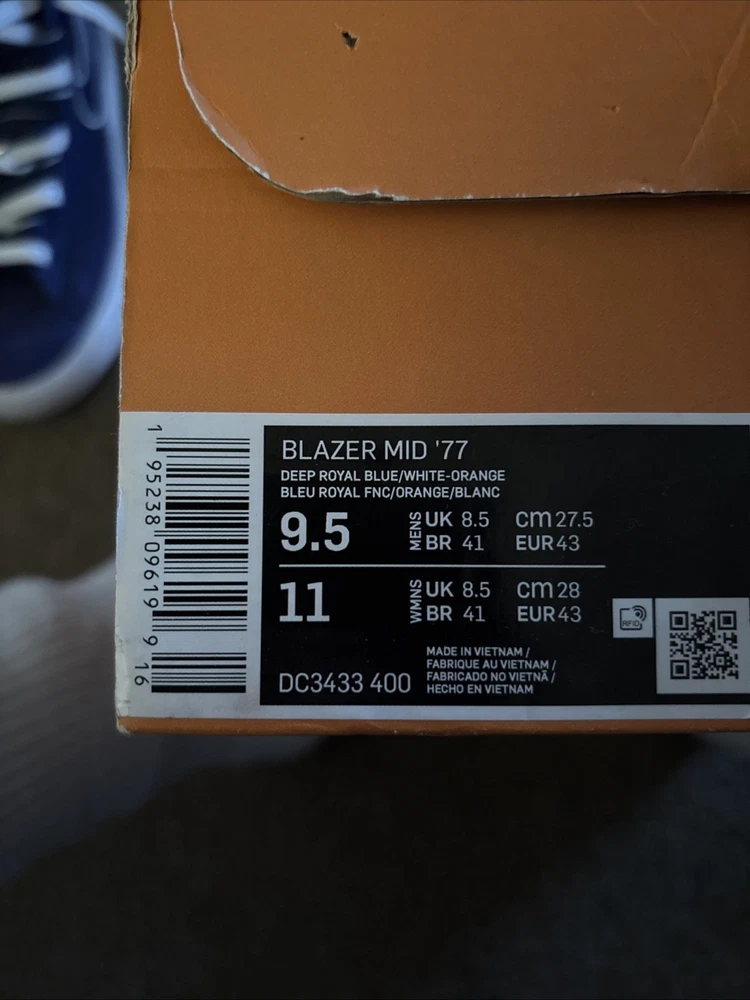 BLAZER MID '77
DEEP ROYAL BLUE/WHITE-ORANGE
BLEU ROYAL FNC/ORANGE/BLANC
9.5 MENS UK 8.5 cm 27.5
BR 41 EUR 43
11 WMNS UK 8.5 cm 28
BR 41 EUR 43
RFID
DC3433 400
MADE IN VIETNAM /
FABRIQUE AU VIETNAM /
FABRICADO NO VIETNÃ /
HECHO EN VIETNAM
1 95238 09619 9 16